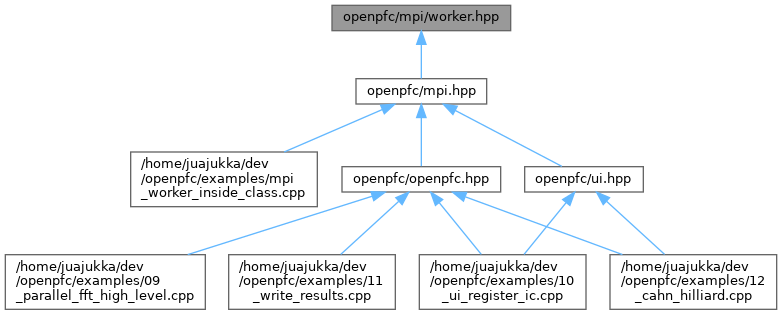 openpfc/mpi/worker.hpp
openpfc/mpi.hpp
/home/juajukka/dev
/openpfc/examples/mpi
_worker_inside_class.cpp
openpfc/openpfc.hpp
openpfc/ui.hpp
/home/juajukka/dev
/openpfc/examples/09
_parallel_fft_high_level.cpp
/home/juajukka/dev
/openpfc/examples/11
_write_results.cpp
/home/juajukka/dev
/openpfc/examples/10
_ui_register_ic.cpp
/home/juajukka/dev
/openpfc/examples/12
_cahn_hilliard.cpp